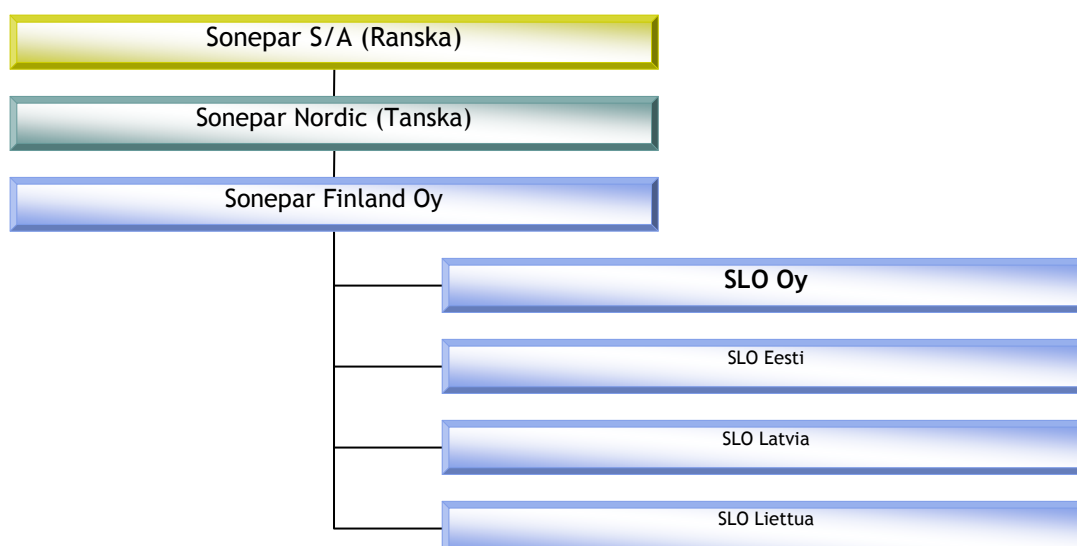 Sonepar S/A (Ranska)
Sonepar Nordic (Tanska)
Sonepar Finland Oy
SLO Oy
SLO Eesti
SLO Latvia
SLO Liettua